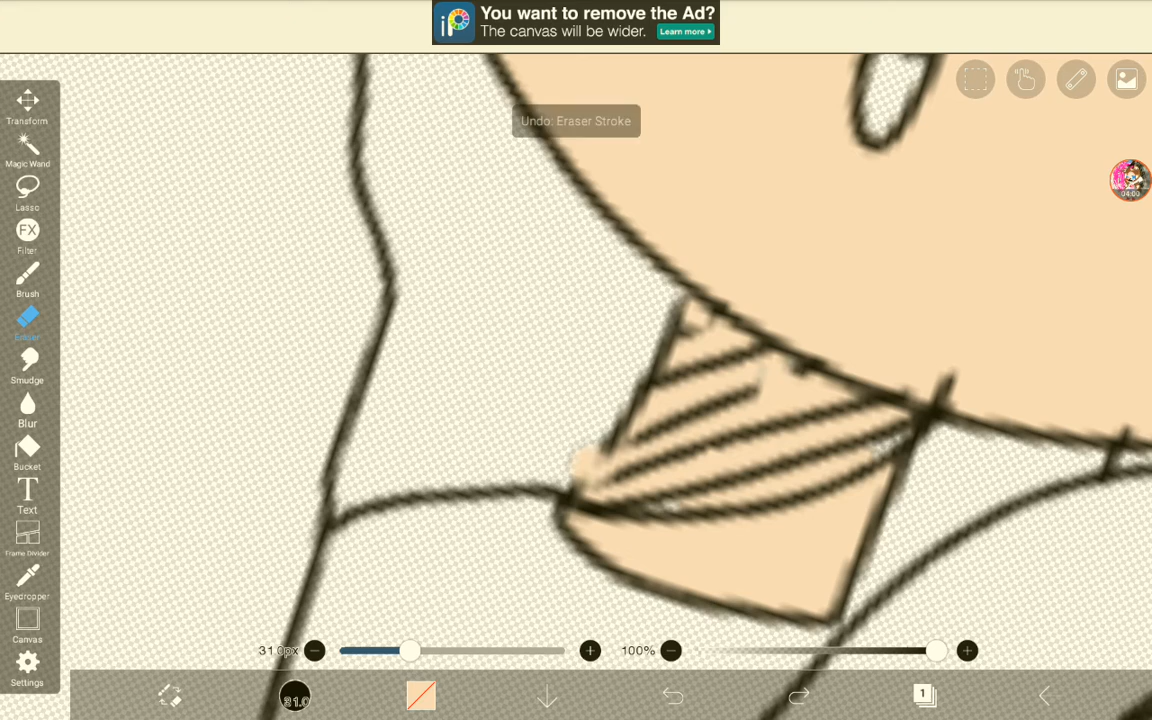 You want to remove the Ad?
The canvas will be wider. Learn more
Undo: Eraser Stroke
Transform
Magic Wand
Lasso
FX
Filter
Brush
Eraser
Smudge
Blur
Bucket
T
Text
Frame Divider
Eyedropper
Canvas
Settings
04:00
31.0px
100%
31.0
1